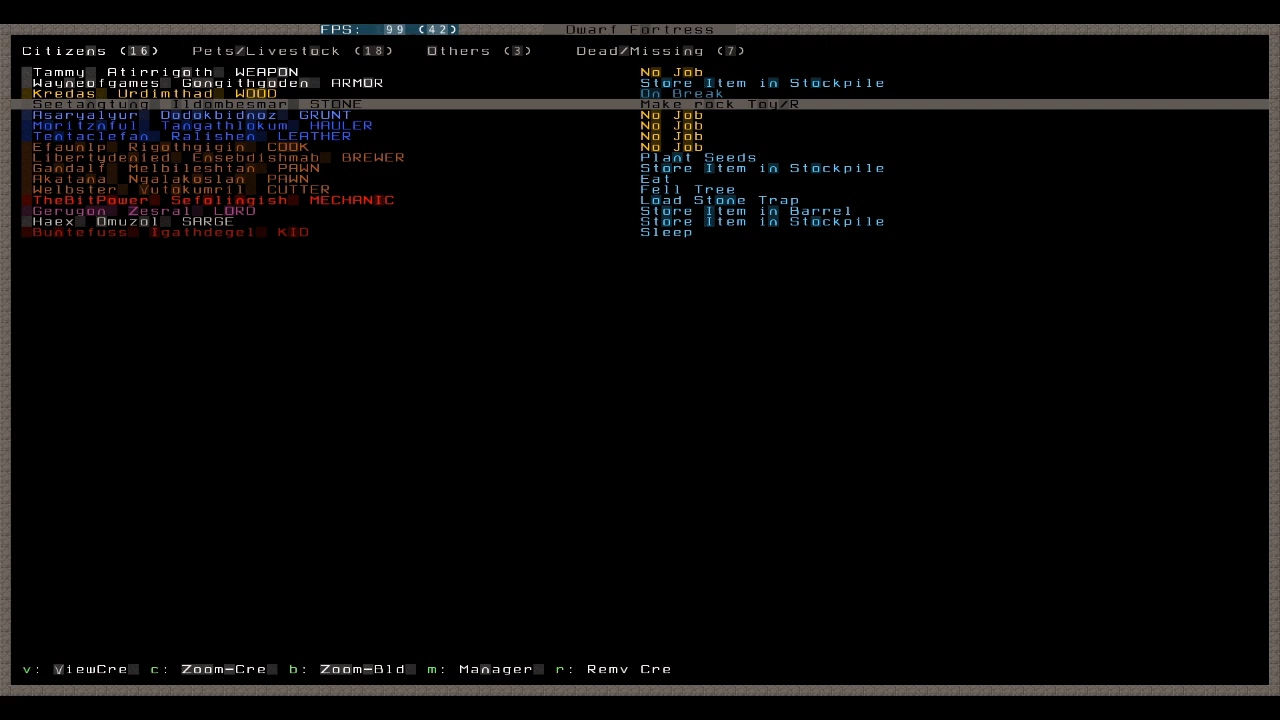 FPS: 99 (42) Dwarf Fortress
Citizens (16) Pets/Livestock (18) Others (3) Dead/Missing (7)
Tammy Atirrigoth WEAPON No Job
Wayneofgames Gongithgoden ARMOR Store Item in Stockpile
Kredas Urdimthad WOOD On Break
Seetangtung Ildombesmar STONE Make rock Toy/R
Asaryalyur Dodokbidnoz GRUNT No Job
Moritznful Tangathlokum HAULER No Job
Tentaclefan Ralishen LEATHER No Job
Efaunlp Rigothgigin COOK No Job
Libertydenied Ensebdishmab BREWER Plant Seeds
Gandalf Melbileshtan PAWN Store Item in Stockpile
Akatana Ngalakoslan PAWN Eat
Welbster Vutokumril CUTTER Fell Tree
TheBitPower Sefolingish MECHANIC Load Stone Trap
Gerugon Zesral LORD Store Item in Barrel
Haex Omuzol SARGE Store Item in Stockpile
Buntefuss Igathdegel KID Sleep
v: ViewCre c: Zoom-Cre b: Zoom-Bld m: Manager r: Remv Cre